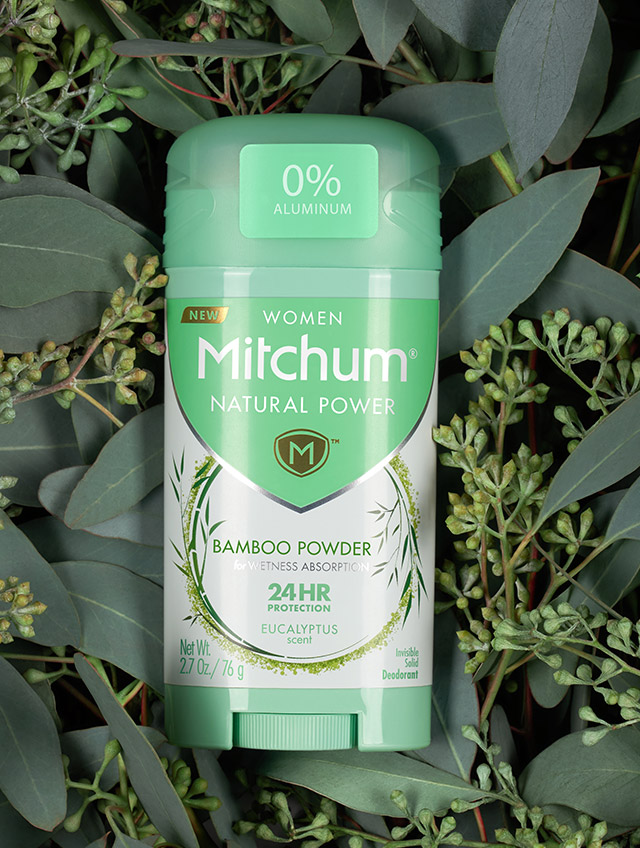 0%
ALUMINUM
NEW
WOMEN
Mitchum®
NATURAL POWER
M™
BAMBOO POWDER
for WETNESS ABSORPTION
24HR
PROTECTION
EUCALYPTUS
scent
Net Wt.
2.7 Oz./76 g
Invisible
Solid
Deodorant